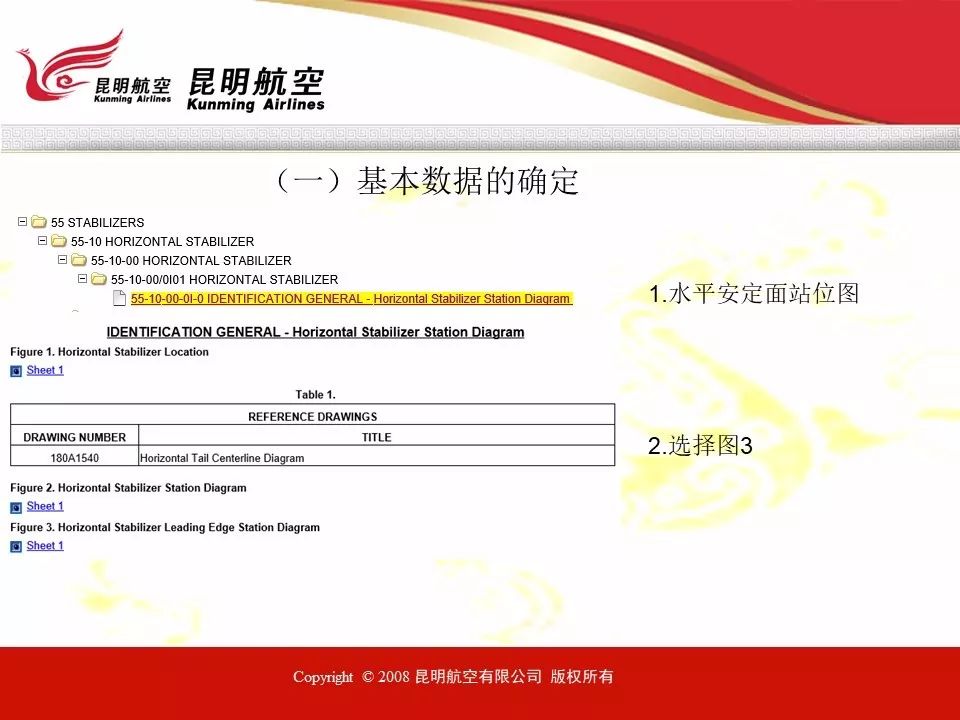 昆明航空
Kunming Airlines
昆明航空
Kunming Airlines
（一）基本数据的确定
55 STABILIZERS
55-10 HORIZONTAL STABILIZER
55-10-00 HORIZONTAL STABILIZER
55-10-00/0I01 HORIZONTAL STABILIZER
55-10-00-0I-0 IDENTIFICATION GENERAL - Horizontal Stabilizer Station Diagram
1.水平安定面站位图
IDENTIFICATION GENERAL - Horizontal Stabilizer Station Diagram
Figure 1. Horizontal Stabilizer Location
Sheet 1
Table 1.
REFERENCE DRAWINGS
DRAWING NUMBER TITLE
180A1540 Horizontal Tail Centerline Diagram
2.选择图3
Figure 2. Horizontal Stabilizer Station Diagram
Sheet 1
Figure 3. Horizontal Stabilizer Leading Edge Station Diagram
Sheet 1
Copyright © 2008 昆明航空有限公司 版权所有